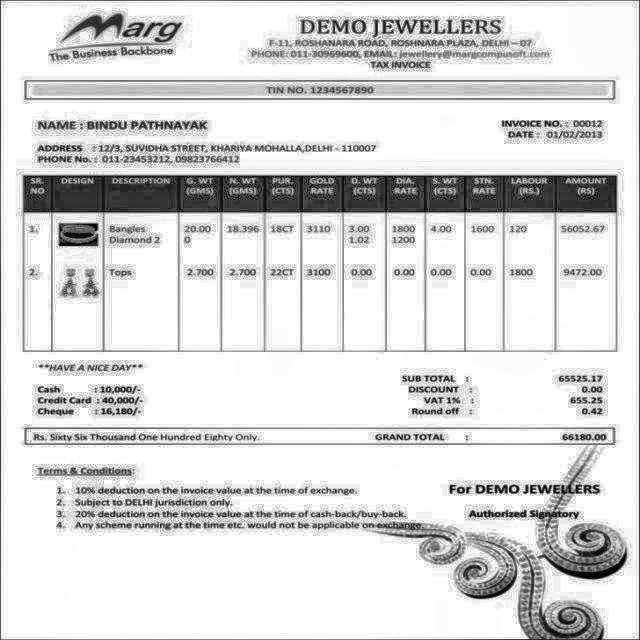 Marg
The Business Backbone
DEMO JEWELLERS
F-11, ROSHANARA ROAD, ROSHNARA PLAZA, DELHI – 07
PHONE: 011-30969600, EMAIL: jewellery@margcompusoft.com
TAX INVOICE
TIN NO. 1234567890
NAME : BINDU PATHNAYAK
INVOICE NO. : 00012
DATE : 01/02/2013
ADDRESS : 12/3, SUVIDHA STREET, KHARIYA MOHALLA,DELHI - 110007
PHONE No. : 011-23453212, 09823766412
SR. NO DESIGN DESCRIPTION G. WT (GMS) N. WT (GMS) PUR. (CTS) GOLD RATE D. WT (CTS) DIA. RATE S. WT (CTS) STN. RATE LABOUR (RS.) AMOUNT (RS)
1. Bangles 20.00 18.396 18CT 3110 3.00 1800 4.00 1600 120 56052.67
Diamond 2 0 1.02 1200
2. Tops 2.700 2.700 22CT 3100 0.00 0.00 0.00 0.00 1800 9472.00
**HAVE A NICE DAY**
Cash : 10,000/-
Credit Card : 40,000/-
Cheque : 16,180/-
SUB TOTAL : 65525.17
DISCOUNT : 0.00
VAT 1% : 655.25
Round off : 0.42
Rs. Sixty Six Thousand One Hundred Eighty Only. GRAND TOTAL : 66180.00
Terms & Conditions:
1. 10% deduction on the invoice value at the time of exchange.
2. Subject to DELHI jurisdiction only.
3. 20% deduction on the invoice value at the time of cash-back/buy-back.
4. Any scheme running at the time etc. would not be applicable on exchange.
For DEMO JEWELLERS
Authorized Signatory